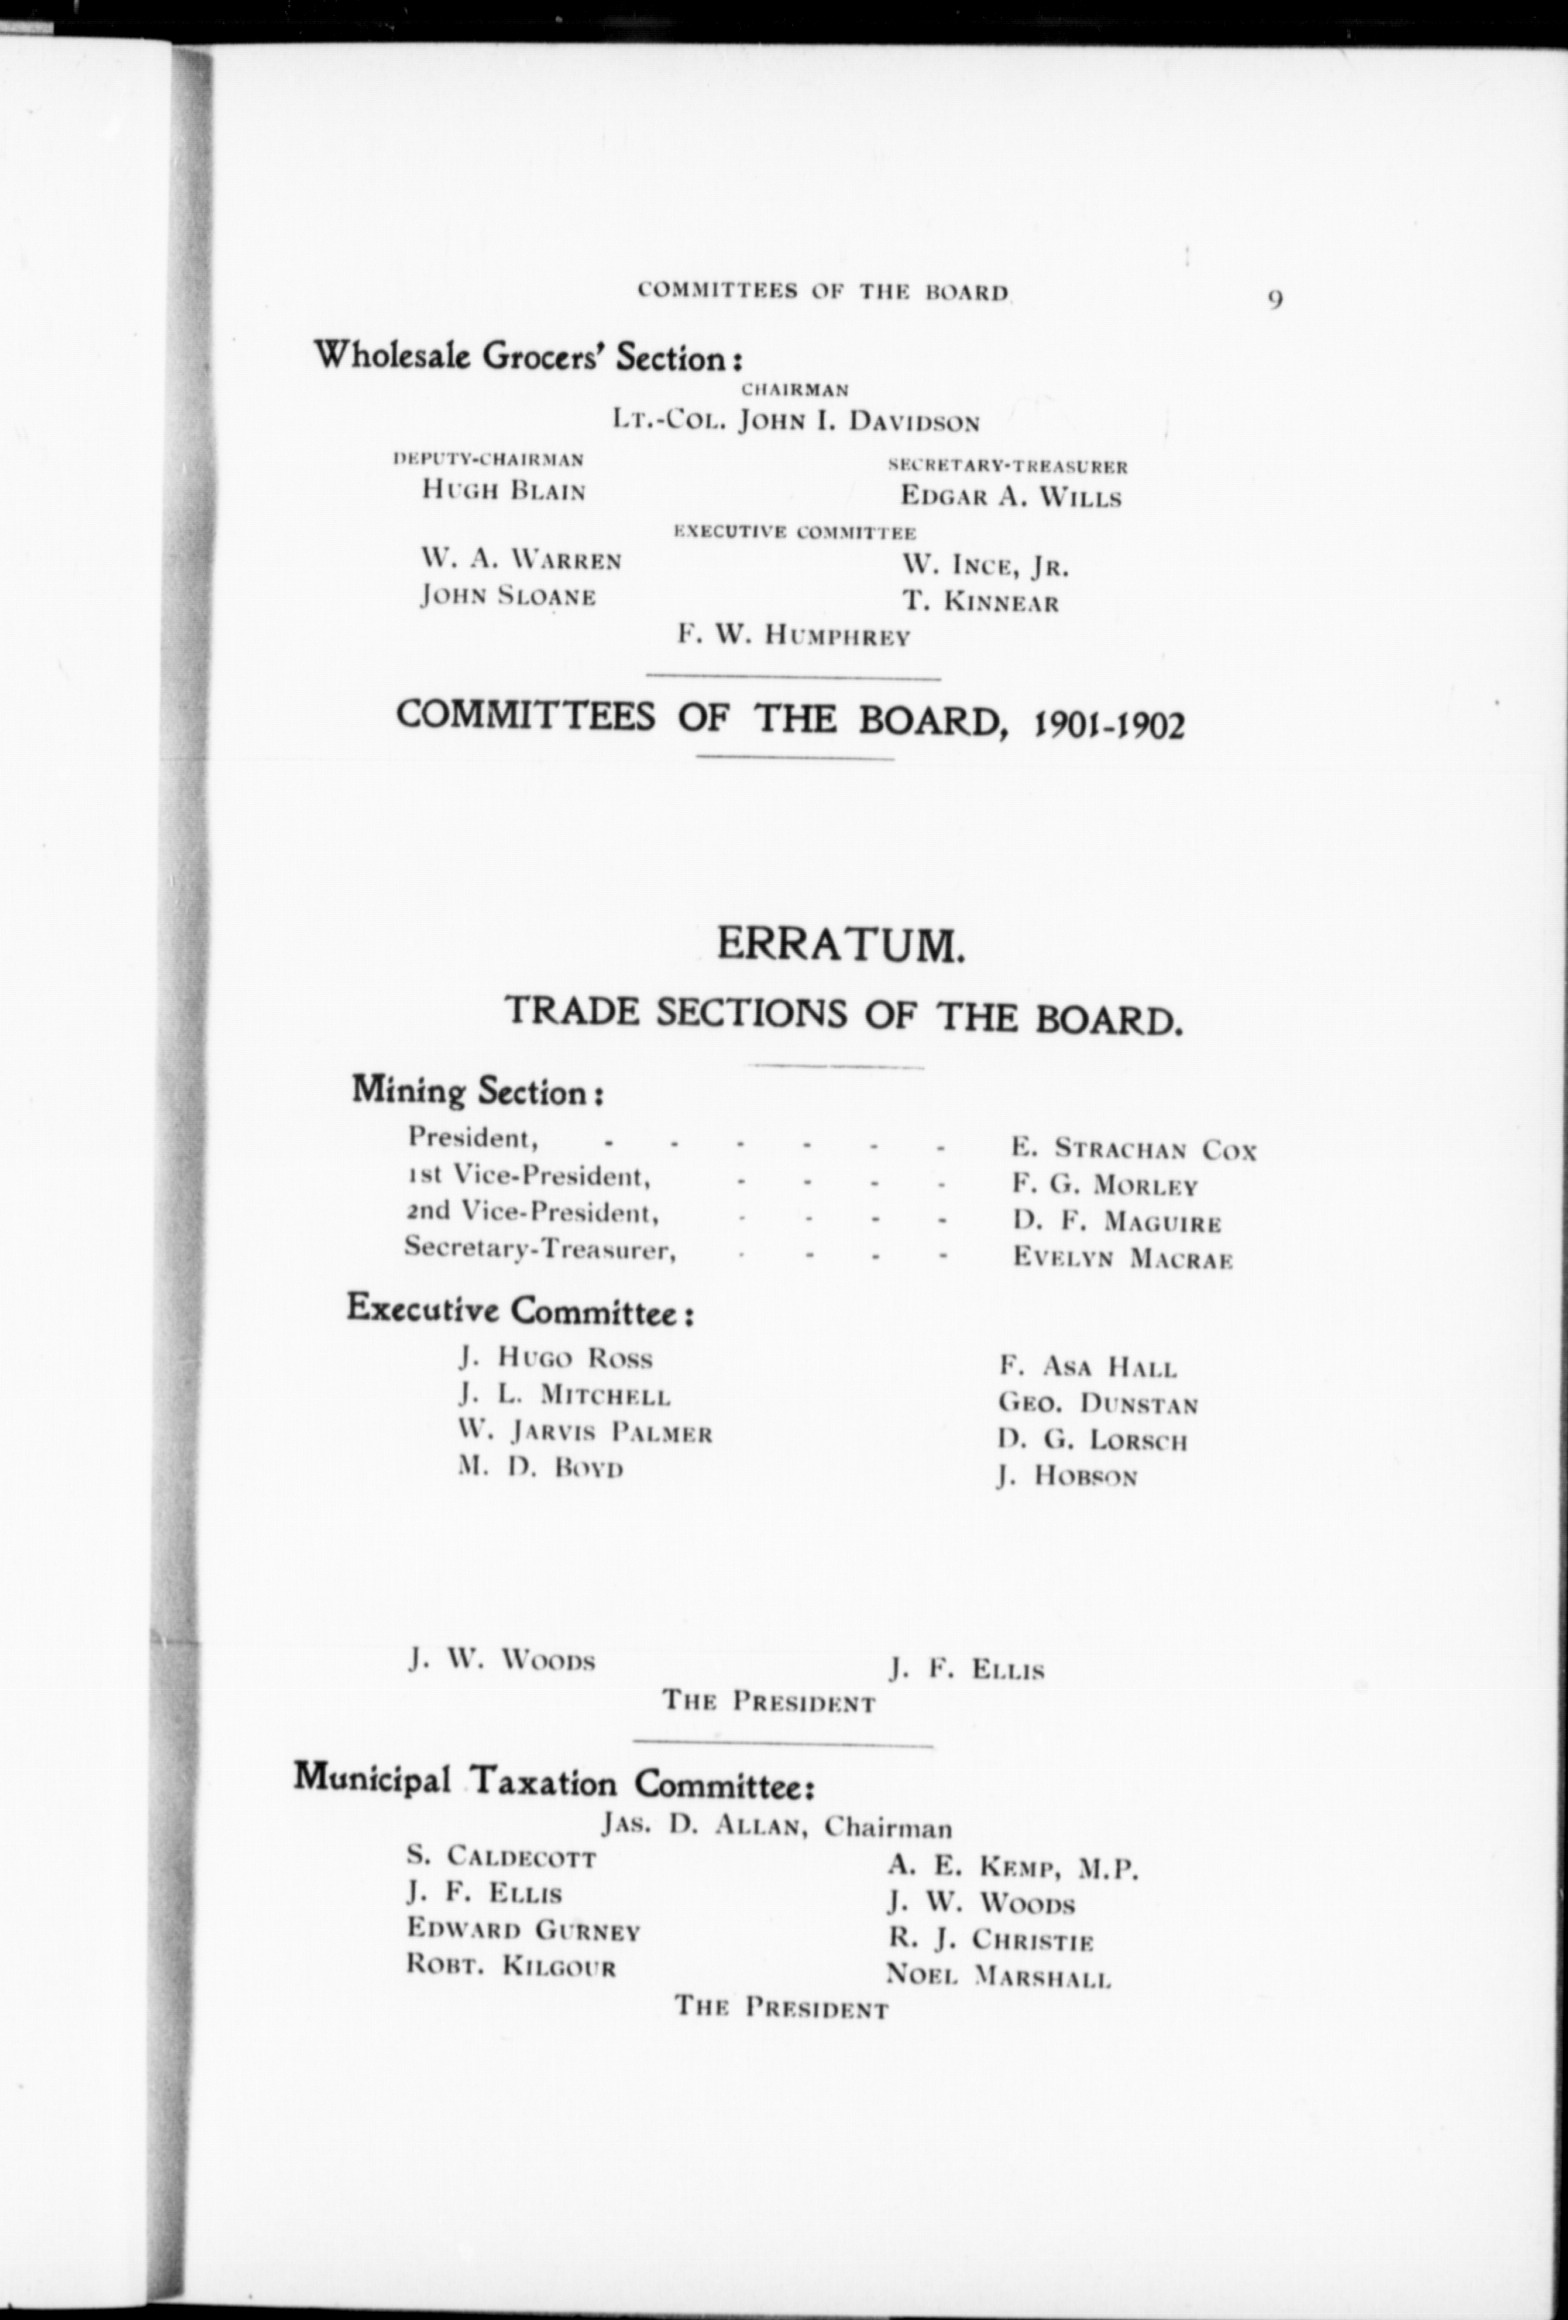 COMMITTEES OF THE BOARD 9
Wholesale Grocers' Section:
CHAIRMAN
LT.-COL. JOHN I. DAVIDSON
DEPUTY-CHAIRMAN SECRETARY-TREASURER
HUGH BLAIN EDGAR A. WILLS
EXECUTIVE COMMITTEE
W. A. WARREN W. INCE, JR.
JOHN SLOANE T. KINNEAR
F. W. HUMPHREY
COMMITTEES OF THE BOARD, 1901-1902
ERRATUM.
TRADE SECTIONS OF THE BOARD.
Mining Section:
President, - - - - - - E. STRACHAN COX
1st Vice-President, - - - - F. G. MORLEY
2nd Vice-President, - - - - D. F. MAGUIRE
Secretary-Treasurer, - - - - EVELYN MACRAE
Executive Committee:
J. HUGO ROSS F. ASA HALL
J. L. MITCHELL GEO. DUNSTAN
W. JARVIS PALMER D. G. LORSCH
M. D. BOYD J. HOBSON
J. W. WOODS J. F. ELLIS
THE PRESIDENT
Municipal Taxation Committee:
JAS. D. ALLAN, Chairman
S. CALDECOTT A. E. KEMP, M.P.
J. F. ELLIS J. W. WOODS
EDWARD GURNEY R. J. CHRISTIE
ROBT. KILGOUR NOEL MARSHALL
THE PRESIDENT